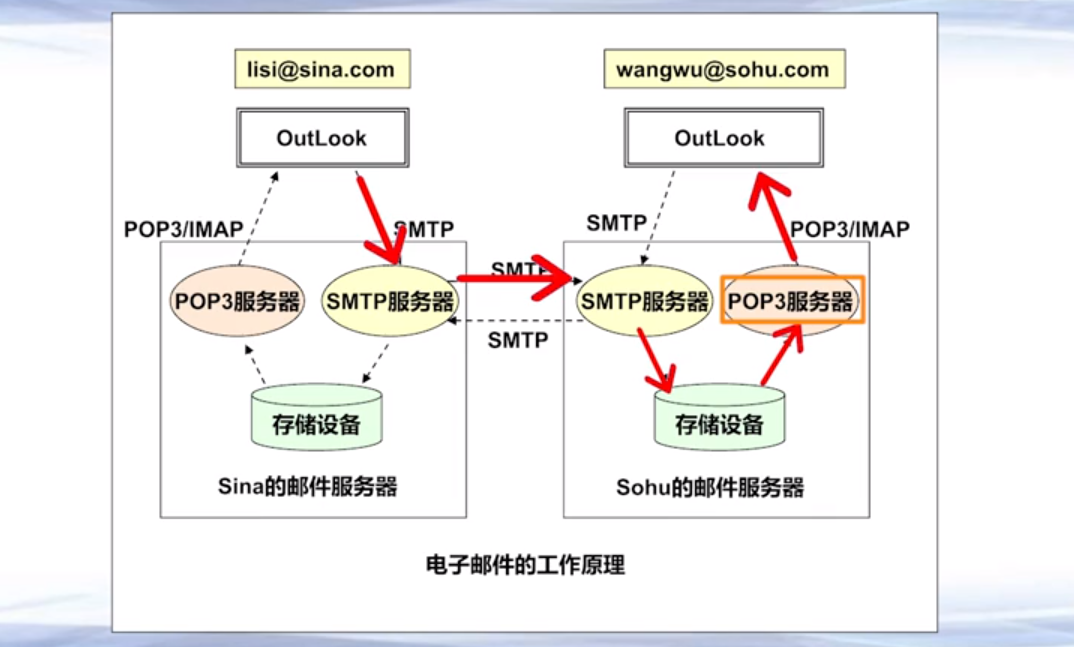 lisi@sina.com
wangwu@sohu.com
OutLook
OutLook
POP3/IMAP
SMTP
SMTP
POP3/IMAP
SMTP
POP3服务器
SMTP服务器
SMTP服务器
POP3服务器
SMTP
存储设备
存储设备
Sina的邮件服务器
Sohu的邮件服务器
电子邮件的工作原理